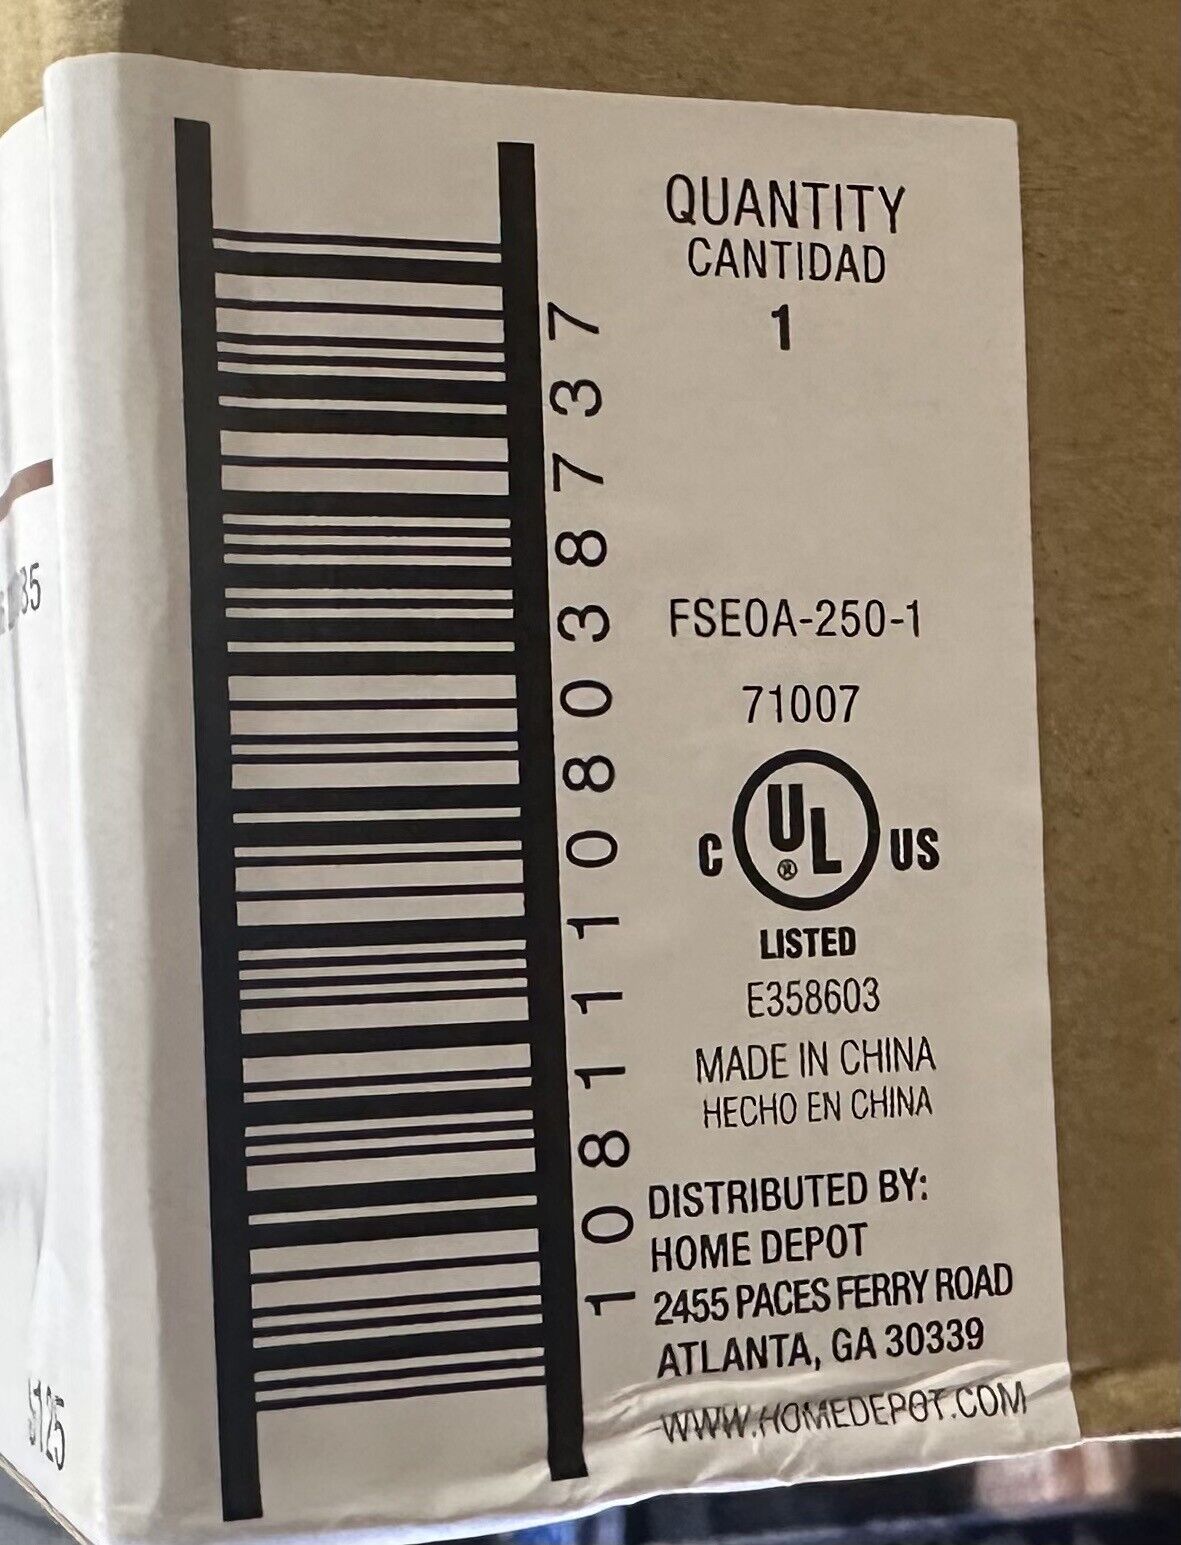 QUANTITY
CANTIDAD
1
10811108038737
FSEOA-250-1
71007
C UL® US
LISTED
E358603
MADE IN CHINA
HECHO EN CHINA
DISTRIBUTED BY:
HOME DEPOT
2455 PACES FERRY ROAD
ATLANTA, GA 30339
WWW.HOMEDEPOT.COM